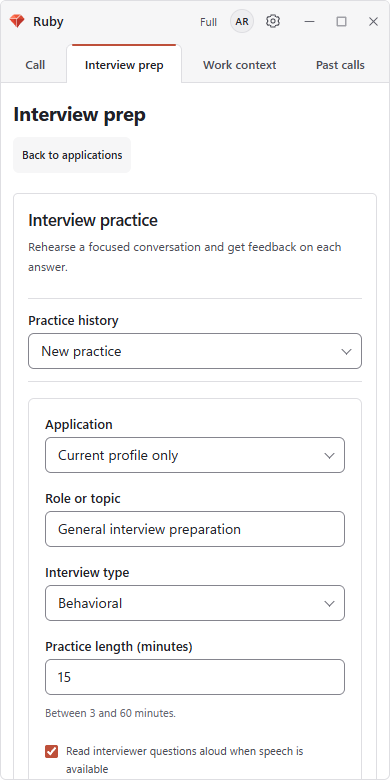 Ruby
Full
AR
Call
Interview prep
Work context
Past calls
Interview prep
Back to applications
Interview practice
Rehearse a focused conversation and get feedback on each
answer.
Practice history
New practice
Application
Current profile only
Role or topic
General interview preparation
Interview type
Behavioral
Practice length (minutes)
15
Between 3 and 60 minutes.
Read interviewer questions aloud when speech is
available